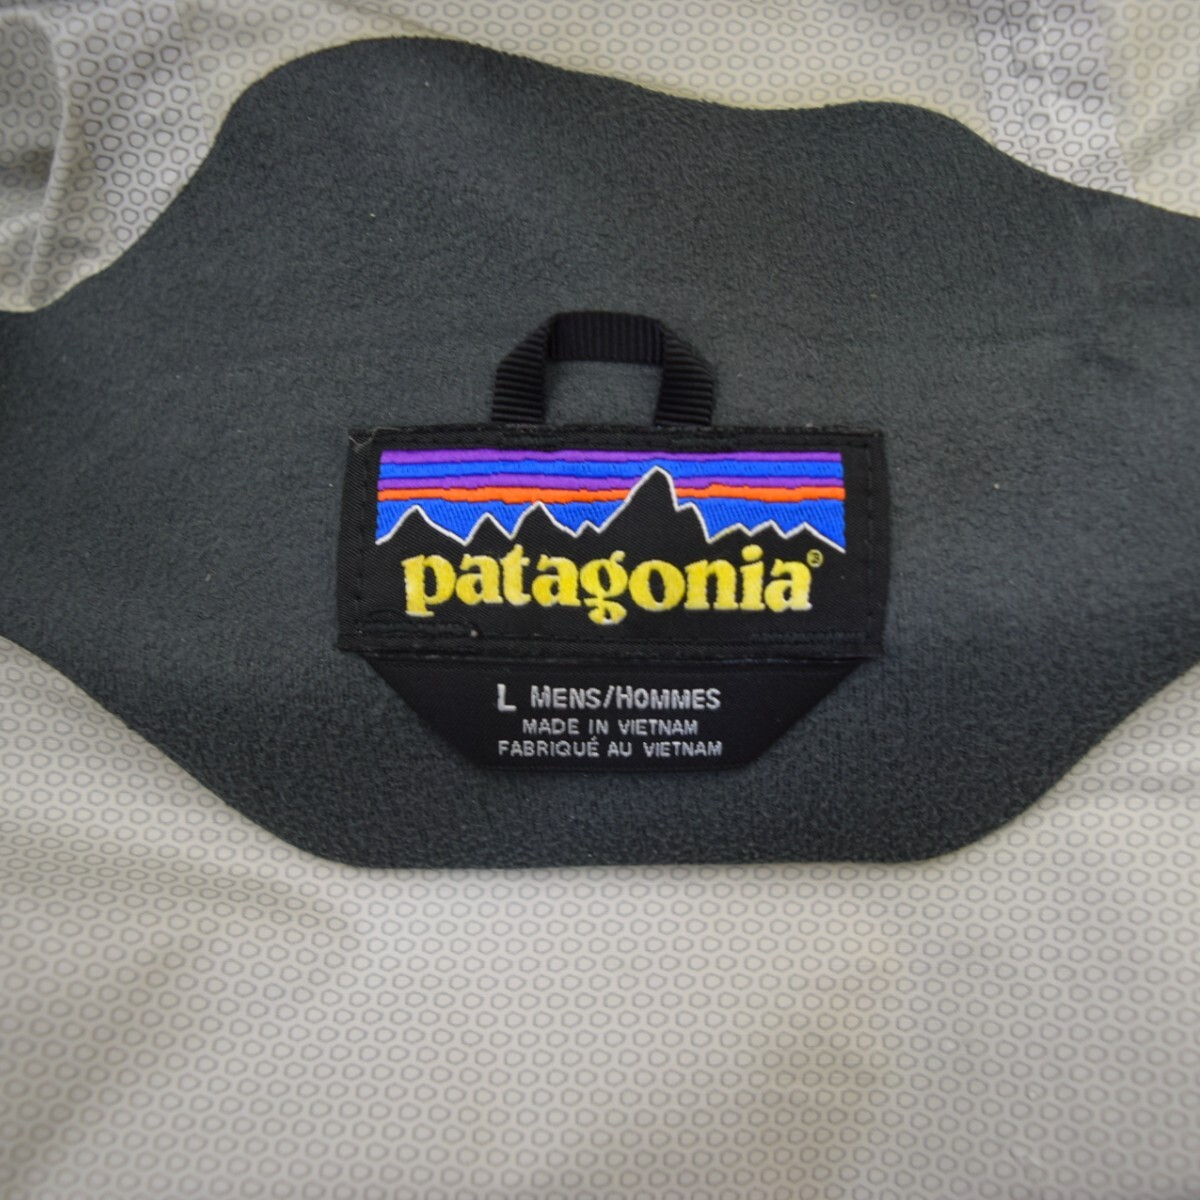 patagonia®
L MENS/HOMMES
MADE IN VIETNAM
FABRIQUÉ AU VIETNAM